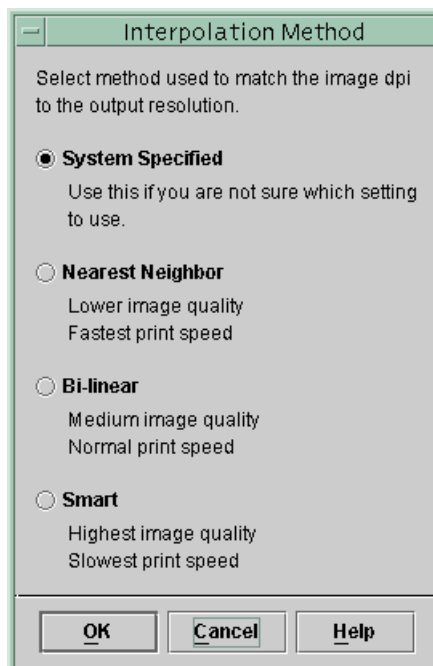 Interpolation Method
Select method used to match the image dpi
to the output resolution.
System Specified
Use this if you are not sure which setting
to use.
Nearest Neighbor
Lower image quality
Fastest print speed
Bi-linear
Medium image quality
Normal print speed
Smart
Highest image quality
Slowest print speed
OK Cancel Help